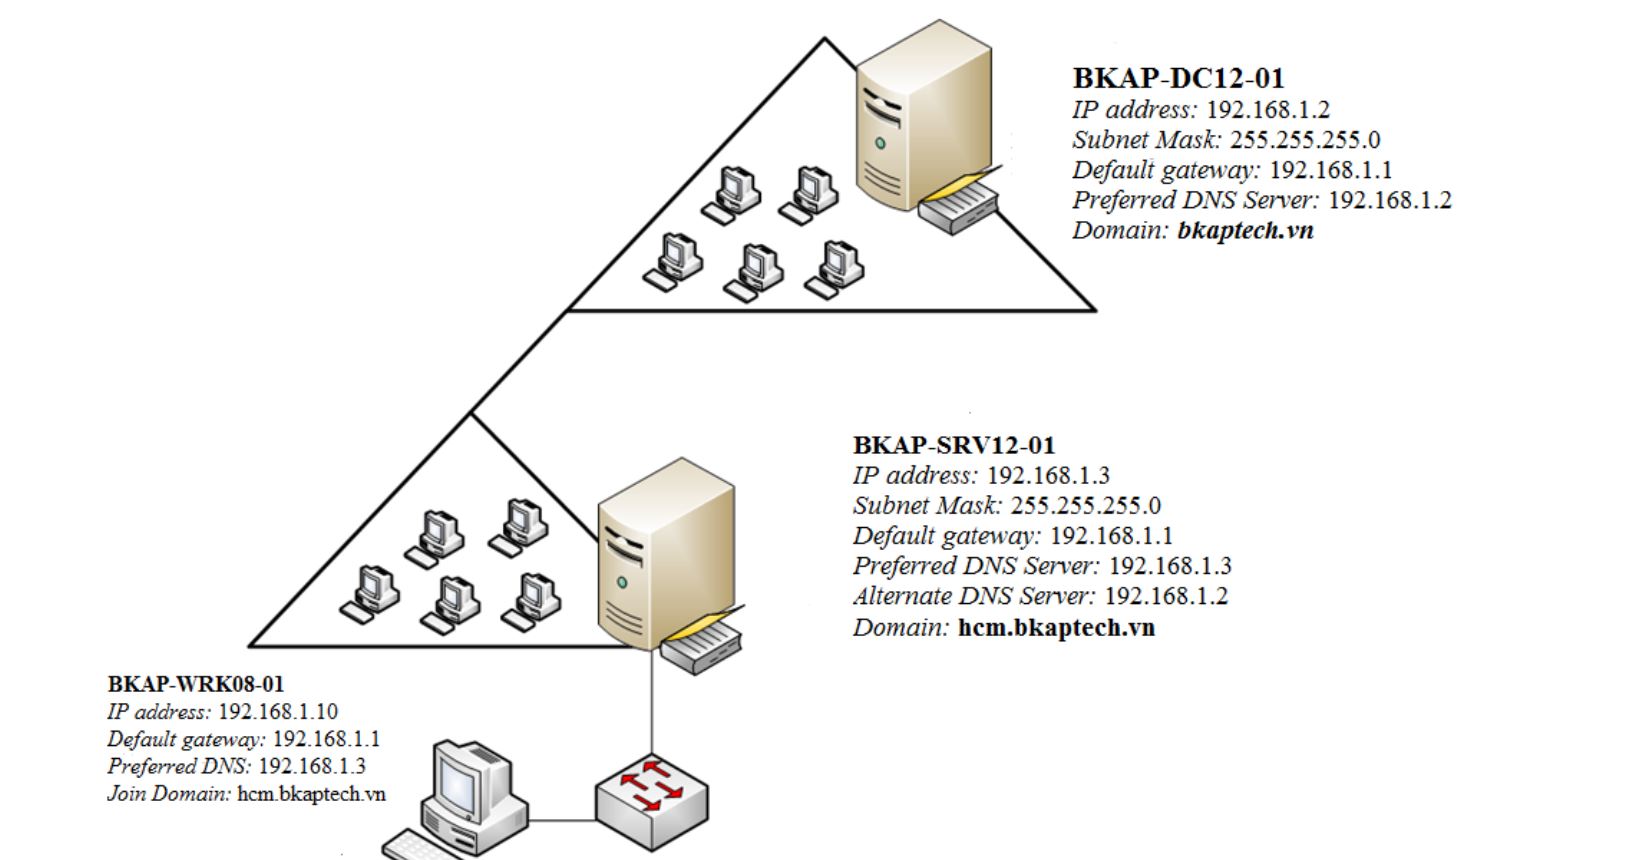 BKAP-DC12-01
IP address: 192.168.1.2
Subnet Mask: 255.255.255.0
Default gateway: 192.168.1.1
Preferred DNS Server: 192.168.1.2
Domain: bkaptech.vn
BKAP-SRV12-01
IP address: 192.168.1.3
Subnet Mask: 255.255.255.0
Default gateway: 192.168.1.1
Preferred DNS Server: 192.168.1.3
Alternate DNS Server: 192.168.1.2
Domain: hcm.bkaptech.vn
BKAP-WRK08-01
IP address: 192.168.1.10
Default gateway: 192.168.1.1
Preferred DNS: 192.168.1.3
Join Domain: hcm.bkaptech.vn